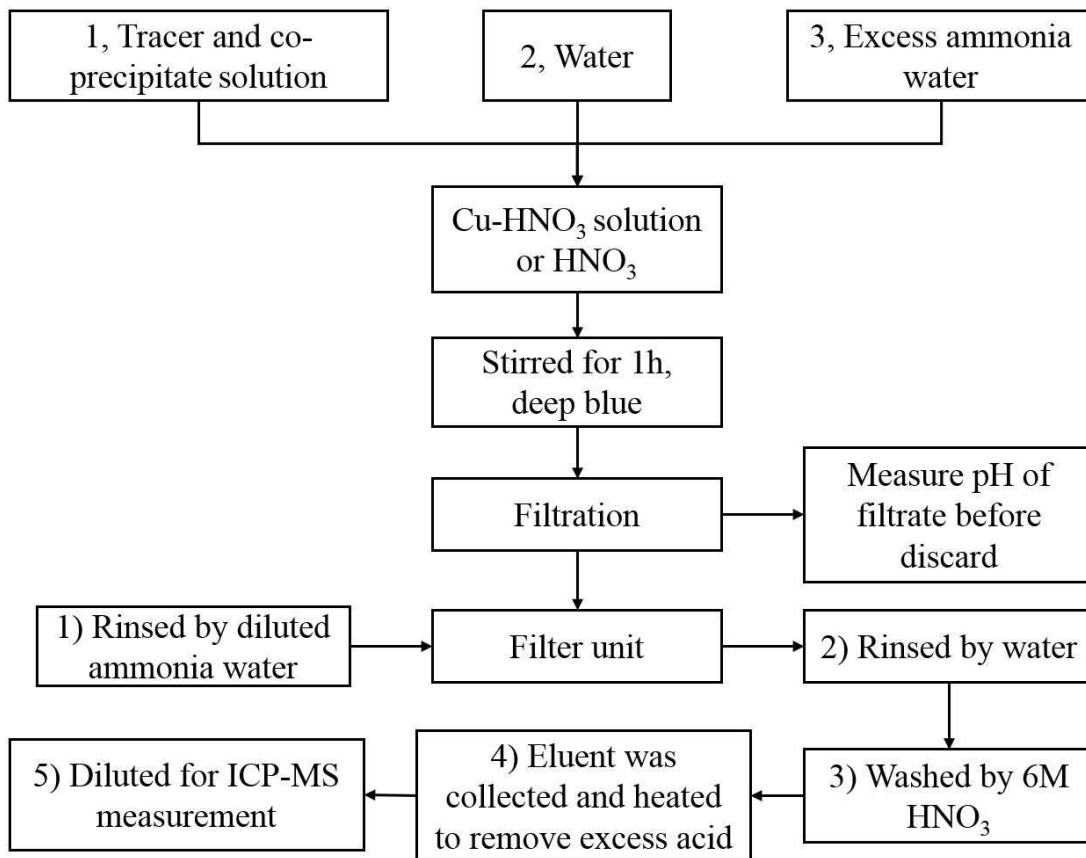 1, Tracer and co-
precipitate solution
2, Water
3, Excess ammonia
water
Cu-HNO₃ solution
or HNO₃
Stirred for 1h,
deep blue
Filtration
Measure pH of
filtrate before
discard
1) Rinsed by diluted
ammonia water
Filter unit
2) Rinsed by water
3) Washed by 6M
HNO₃
4) Eluent was
collected and heated
to remove excess acid
5) Diluted for ICP-MS
measurement